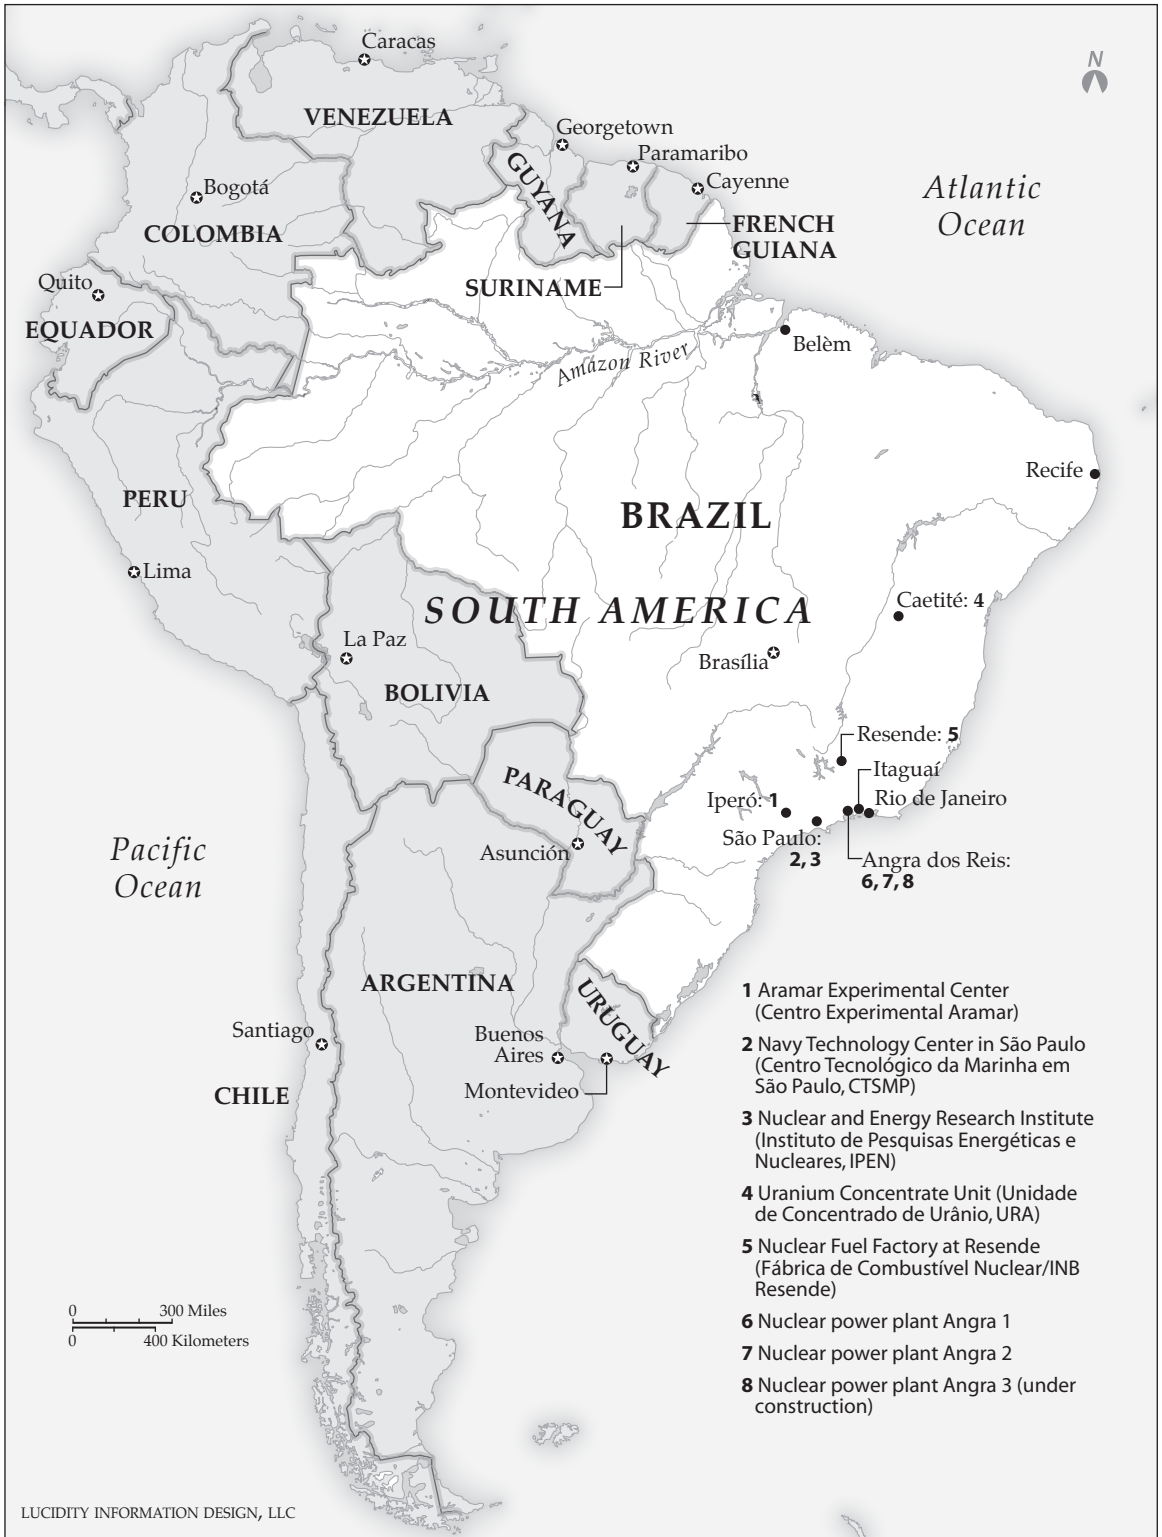 Caracas
N
VENEZUELA
Georgetown
Paramaribo
Cayenne
GUYANA
Bogotá
COLOMBIA
Atlantic
Ocean
FRENCH
GUIANA
SURINAME
Quito
EQUADOR
Belèm
Amazon River
Recife
PERU
BRAZIL
Lima
SOUTH AMERICA
Caetité: 4
La Paz
Brasília
BOLIVIA
Resende: 5
Itaguaí
PARAGUAY
Iperó: 1
Rio de Janeiro
São Paulo:
2, 3
Asunción
Angra dos Reis:
6, 7, 8
Pacific
Ocean
ARGENTINA
URUGUAY
Santiago
Buenos
Aires
Montevideo
CHILE
1 Aramar Experimental Center
(Centro Experimental Aramar)
2 Navy Technology Center in São Paulo
(Centro Tecnológico da Marinha em
São Paulo, CTSMP)
3 Nuclear and Energy Research Institute
(Instituto de Pesquisas Energéticas e
Nucleares, IPEN)
4 Uranium Concentrate Unit (Unidade
de Concentrado de Urânio, URA)
5 Nuclear Fuel Factory at Resende
(Fábrica de Combustível Nuclear/INB
Resende)
6 Nuclear power plant Angra 1
7 Nuclear power plant Angra 2
8 Nuclear power plant Angra 3 (under
construction)
0 300 Miles
0 400 Kilometers
LUCIDITY INFORMATION DESIGN, LLC